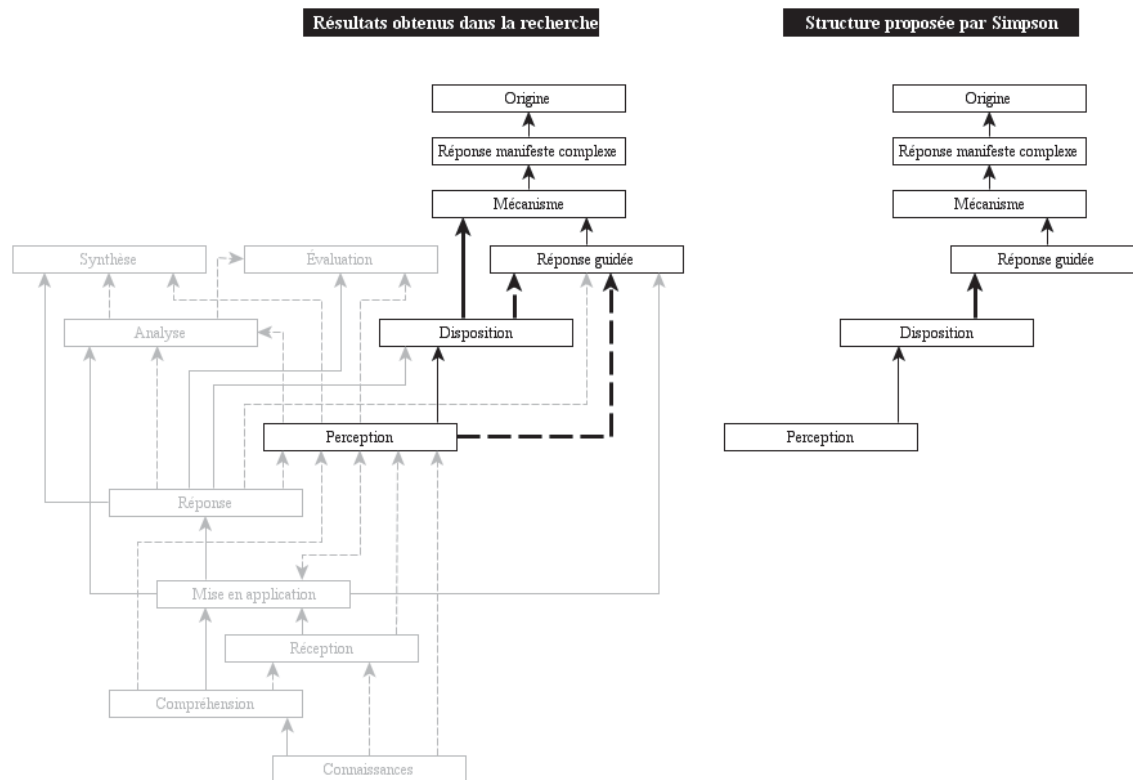 Résultats obtenus dans la recherche
Structure proposée par Simpson
Origine
Origine
Réponse manifeste complexe
Réponse manifeste complexe
Mécanisme
Mécanisme
Synthèse
Évaluation
Réponse guidée
Réponse guidée
Analyse
Disposition
Disposition
Perception
Perception
Réponse
Mise en application
Réception
Compréhension
Connaissances